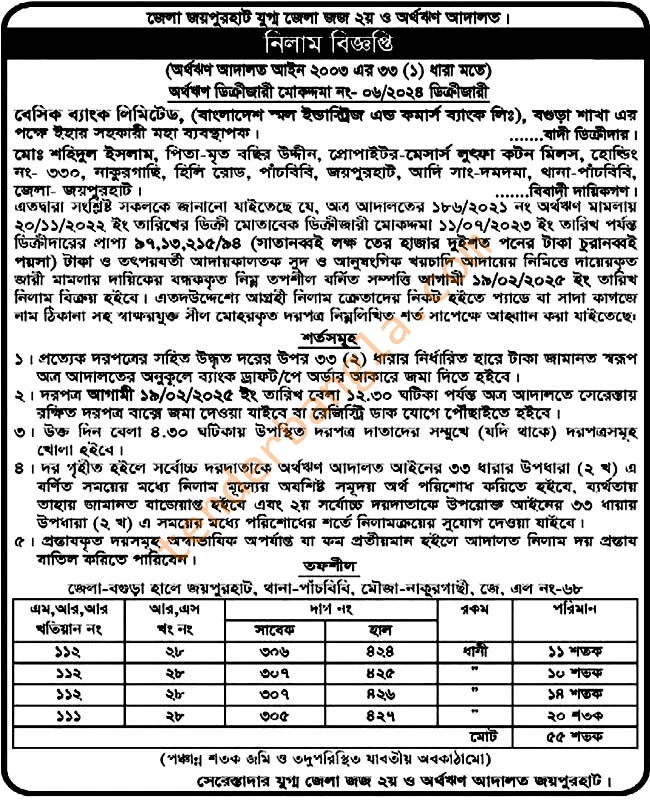 জেলা জয়পুরহাট যুগ্ম জেলা জজ ২য় ও অর্থঋণ আদালত।
নিলাম বিজ্ঞপ্তি
(অর্থঋণ আদালত আইন ২০০৩ এর ৩৩ (১) ধারা মতে)
অর্থঋণ ডিক্রীজারী মোকদ্দমা নং- ০৬/২০২৪ ডিক্রীজারী
বেসিক ব্যাংক লিমিটেড, (বাংলাদেশ স্মল ইন্ডাস্ট্রিজ এন্ড কমার্স ব্যাংক লিঃ), বগুড়া শাখা এর
পক্ষে ইহার সহকারী মহা ব্যবস্থাপক। ........বাদী ডিক্রীদার।
মোঃ শহিদুল ইসলাম, পিতা-মৃত বছির উদ্দীন, প্রোপাইটর-মেসার্স লুৎফা কটন মিলস, হোল্ডিং
নং- ৩৩০, নাকুরগাছি, হিলি রোড, পাঁচবিবি, জয়পুরহাট, আদি সাং-দমদমা, থানা-পাঁচবিবি,
জেলা- জয়পুরহাট। ........বিবাদী দায়িকগণ।
এতদ্বারা সংশ্লিষ্ট সকলকে জানানো যাইতেছে যে, অত্র আদালতের ১৮৬/২০২১ নং অর্থঋণ মামলায়
২০/১১/২০২২ ইং তারিখের ডিক্রী মোতাবেক ডিক্রীজারী মোকদ্দমা ১১/০৭/২০২৩ ইং তারিখ পর্যন্ত
ডিক্রীদারের প্রাপ্য ৯৭,১৩,২১৫/৯৪ (সাতানব্বই লক্ষ তের হাজার দুইশত পনের টাকা চুরানব্বই
পয়সা) টাকা ও তৎপরবর্তী আদায়কালতক সুদ ও আনুষংগিক খরচাদি আদায়ের নিমিত্তে দায়েরকৃত
জারী মামলার দায়িকের বন্ধককৃত নিম্ন তপশীল বর্নিত সম্পত্তি আগামী ১৯/০২/২০২৫ ইং তারিখ
নিলাম বিক্রয় হইবে। এতদউদ্দেশ্যে আগ্রহী নিলাম ক্রেতাদের নিকট হইতে প্যাডে বা সাদা কাগজে
নাম ঠিকানা সহ স্বাক্ষরযুক্ত সীল মোহরকৃত দরপত্র নিম্নলিখিত শর্ত সাপেক্ষে আহ্বান করা যাইতেছে:
শর্তসমূহ
১। প্রত্যেক দরপত্রের সহিত উদ্ধৃত দরের উপর ৩৩ (২) ধারার নির্ধারিত হারে টাকা জামানত স্বরূপ
অত্র আদালতের অনুকুলে ব্যাংক ড্রাফট/পে অর্ডার আকারে জমা দিতে হইবে।
২। দরপত্র আগামী ১৯/০২/২০২৫ ইং তারিখ বেলা ১২.৩০ ঘটিকা পর্যন্ত অত্র আদালতে সেরেস্তায়
রক্ষিত দরপত্র বাক্সে জমা দেওয়া যাইবে বা রেজিস্ট্রি ডাক যোগে পৌঁছাইতে হইবে।
৩। উক্ত দিন বেলা ৪.৩০ ঘটিকায় উপস্থিত দরপত্র দাতাদের সম্মুখে (যদি থাকে) দরপত্রসমূহ
খোলা হইবে।
৪। দর গৃহীত হইলে সর্বোচ্চ দরদাতাকে অর্থঋণ আদালত আইনের ৩৩ ধারার উপধারা (২ খ) এ
বর্ণিত সময়ের মধ্যে নিলাম মূল্যের অবশিষ্ট সমূদয় অর্থ পরিশোধ করিতে হইবে, ব্যর্থতায়
তাহার জামানত বাজেয়াপ্ত হইবে এবং ২য় সর্বোচ্চ দরদাতাকে উপরোক্ত আইনের ৩৩ ধারায়
উপধারা (২ খ) এ সময়ের মধ্যে পরিশোধের শর্তে নিলামক্রয়ের সুযোগ দেওয়া যাইবে।
৫। প্রস্তাবকৃত দরসমূহ অস্বাভাবিক অপর্যাপ্ত বা কম প্রতীয়মান হইলে আদালত নিলাম দর প্রস্তাব
বাতিল করিতে পারিবেন।
তফশীল
জেলা-বগুড়া হালে জয়পুরহাট, থানা-পাঁচবিবি, মৌজা-নাকুরগাছী, জে, এল নং-৬৮
এম,আর,আর খতিয়ান নং আর,এস খং নং দাগ নং রকম পরিমান
সাবেক হাল
১১২ ২৮ ৩০৬ ৪২৪ ধানী ১১ শতক
১১২ ২৮ ৩০৭ ৪২৫ " ১০ শতক
১১২ ২৮ ৩০৭ ৪২৬ " ১৪ শতক
১১১ ২৮ ৩০৫ ৪২৭ " ২০ শতক
মোট ৫৫ শতক
(পঞ্চান্ন শতক জমি ও তদুপরিস্থিত যাবতীয় অবকাঠামো)
সেরেস্তাদার যুগ্ম জেলা জজ ২য় ও অর্থঋণ আদালত জয়পুরহাট।
tenderbangla.com